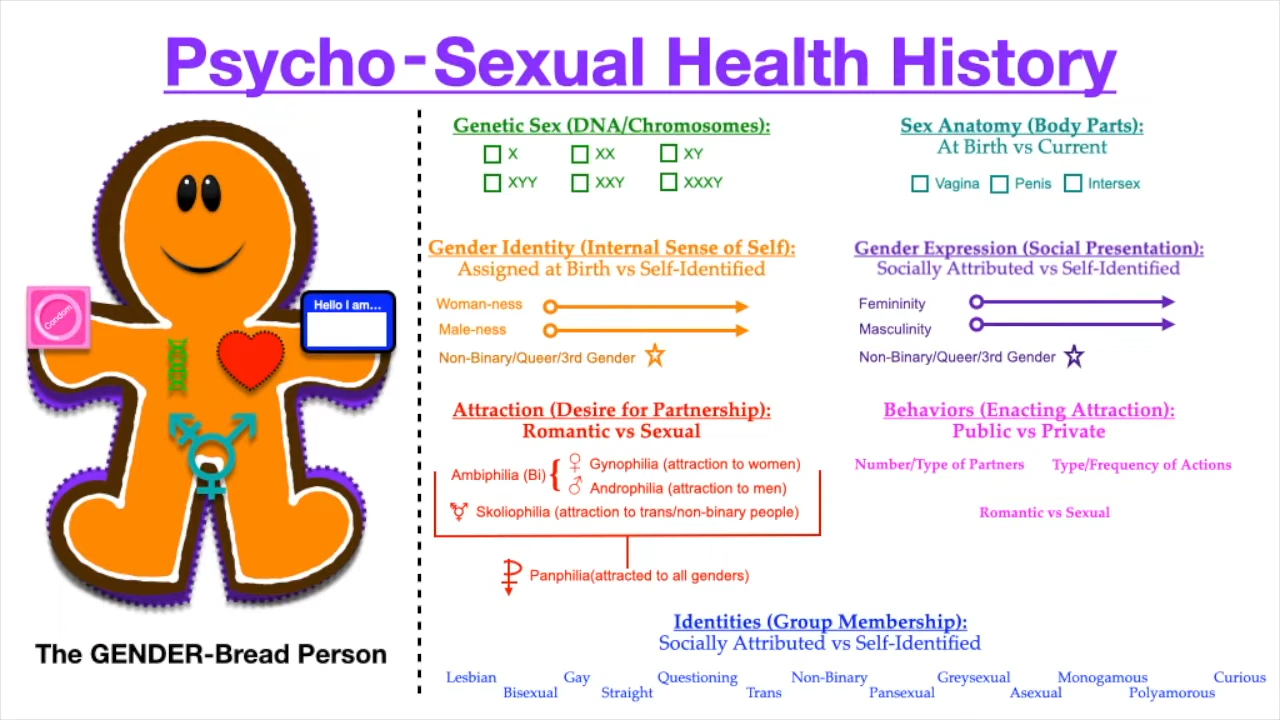 Psycho-Sexual Health History
Condom
Hello I am...
The GENDER-Bread Person
Genetic Sex (DNA/Chromosomes):
X XX XY
XYY XXY XXXY
Sex Anatomy (Body Parts):
At Birth vs Current
Vagina Penis Intersex
Gender Identity (Internal Sense of Self):
Assigned at Birth vs Self-Identified
Woman-ness
Male-ness
Non-Binary/Queer/3rd Gender
Gender Expression (Social Presentation):
Socially Attributed vs Self-Identified
Femininity
Masculinity
Non-Binary/Queer/3rd Gender
Attraction (Desire for Partnership):
Romantic vs Sexual
Ambiphilia (Bi)
Gynophilia (attraction to women)
Androphilia (attraction to men)
Skoliophilia (attraction to trans/non-binary people)
Panphilia(attracted to all genders)
Behaviors (Enacting Attraction):
Public vs Private
Number/Type of Partners Type/Frequency of Actions
Romantic vs Sexual
Identities (Group Membership):
Socially Attributed vs Self-Identified
Lesbian Gay Questioning Non-Binary Greysexual Monogamous Curious
Bisexual Straight Trans Pansexual Asexual Polyamorous